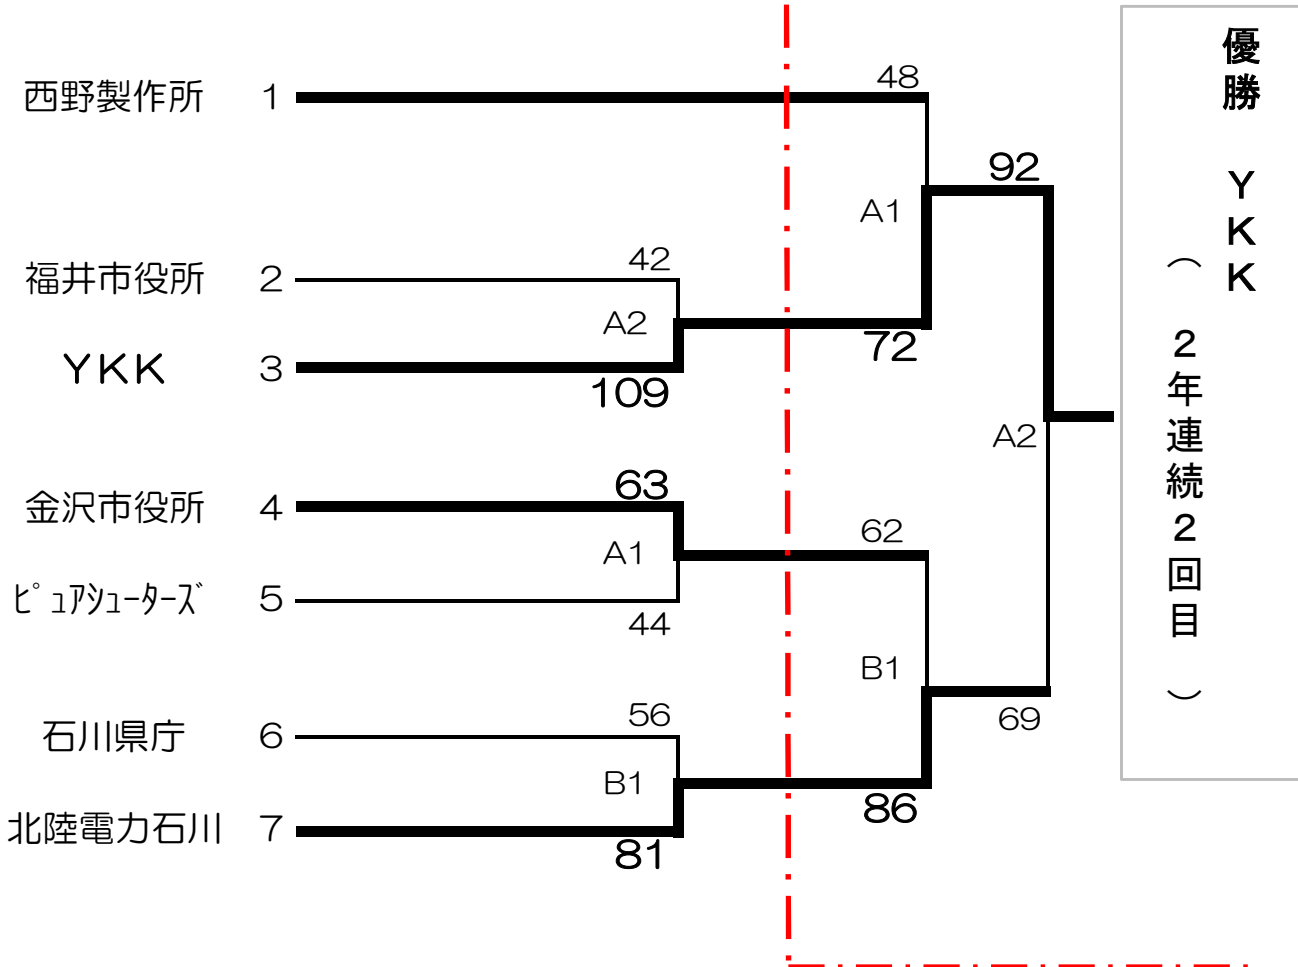 西野製作所 1
48
92
A1
福井市役所 2
42
A2
72
ＹＫＫ 3
109
A2
金沢市役所 4
63
A1
62
ﾋﾟｭｱｼｭｰﾀｰｽﾞ 5
44
B1
石川県庁 6
56
69
B1
86
北陸電力石川 7
81
優勝　ＹＫＫ
（　２年連続２回目　）